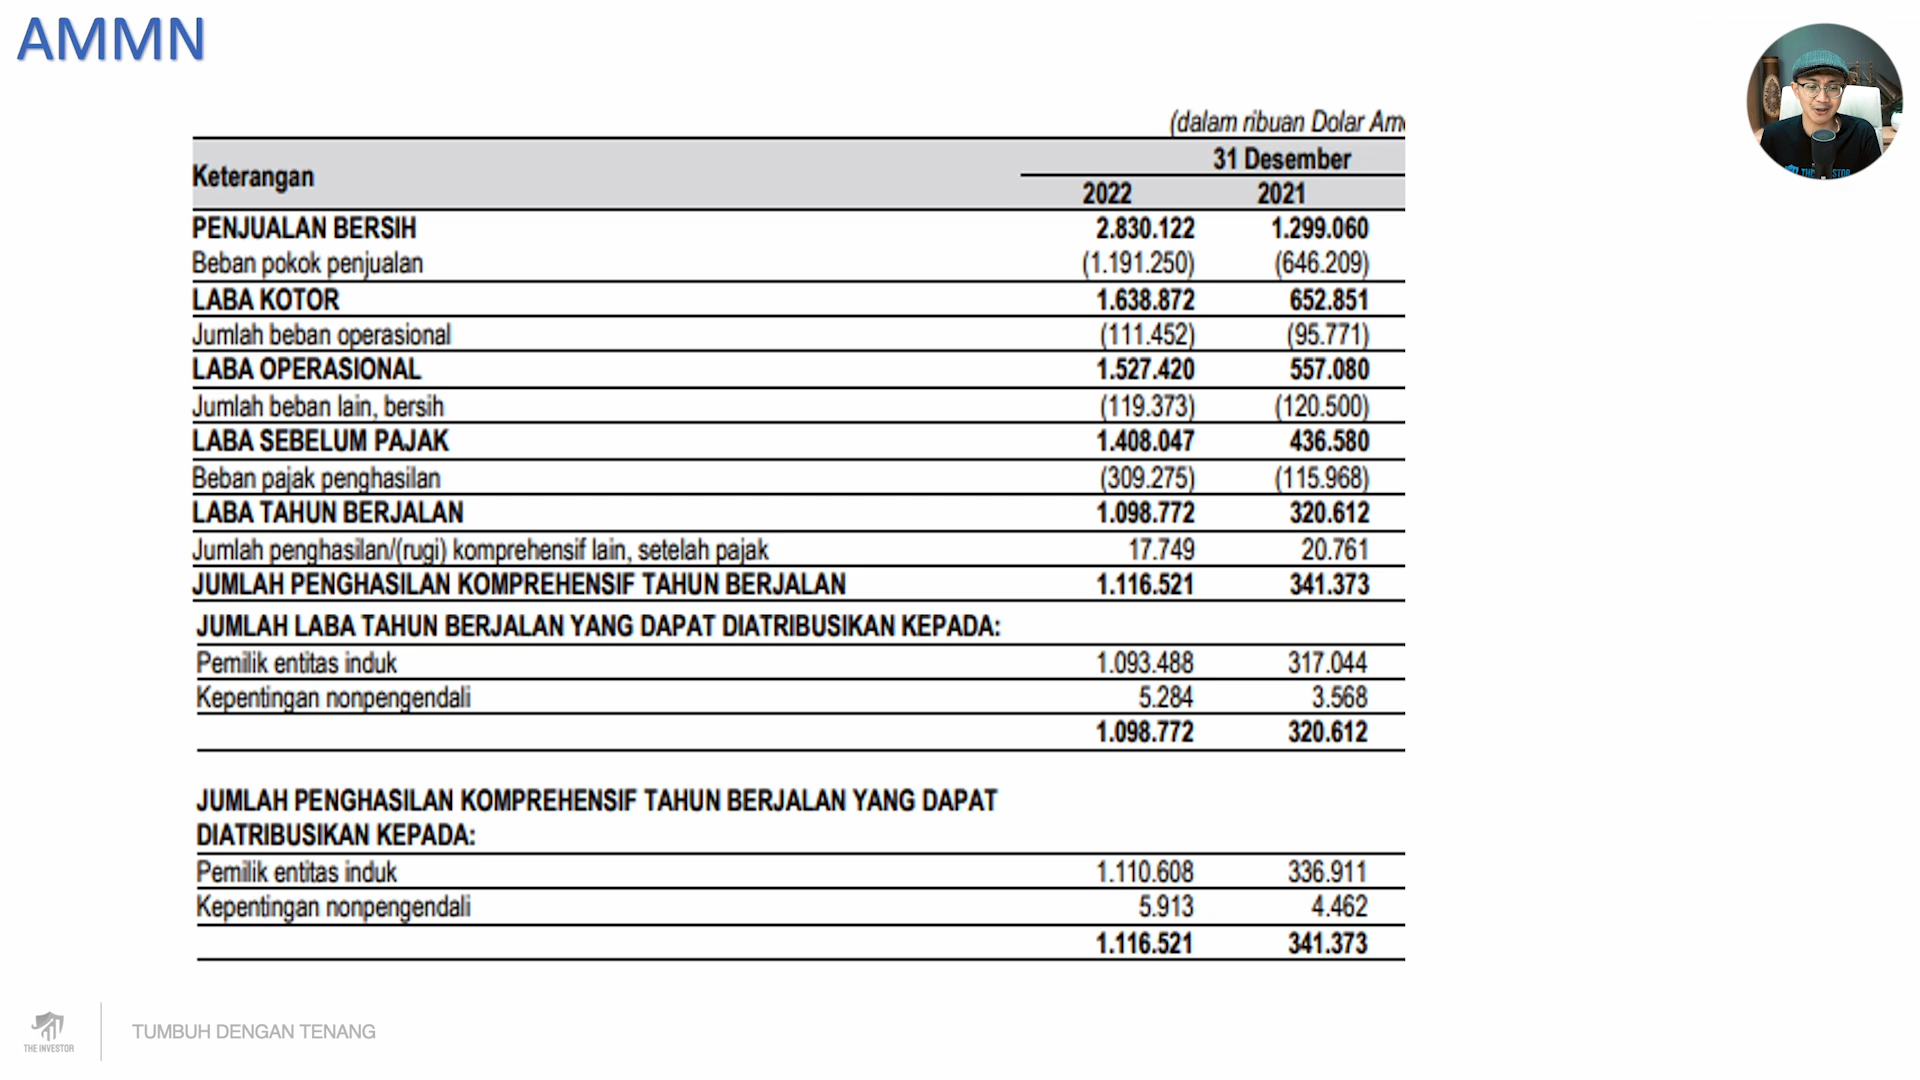 AMMN
(dalam ribuan Dolar Am
Keterangan
31 Desember
2022 2021
PENJUALAN BERSIH 2.830.122 1.299.060
Beban pokok penjualan (1.191.250) (646.209)
LABA KOTOR 1.638.872 652.851
Jumlah beban operasional (111.452) (95.771)
LABA OPERASIONAL 1.527.420 557.080
Jumlah beban lain, bersih (119.373) (120.500)
LABA SEBELUM PAJAK 1.408.047 436.580
Beban pajak penghasilan (309.275) (115.968)
LABA TAHUN BERJALAN 1.098.772 320.612
Jumlah penghasilan/(rugi) komprehensif lain, setelah pajak 17.749 20.761
JUMLAH PENGHASILAN KOMPREHENSIF TAHUN BERJALAN 1.116.521 341.373
JUMLAH LABA TAHUN BERJALAN YANG DAPAT DIATRIBUSIKAN KEPADA:
Pemilik entitas induk 1.093.488 317.044
Kepentingan nonpengendali 5.284 3.568
1.098.772 320.612
JUMLAH PENGHASILAN KOMPREHENSIF TAHUN BERJALAN YANG DAPAT
DIATRIBUSIKAN KEPADA:
Pemilik entitas induk 1.110.608 336.911
Kepentingan nonpengendali 5.913 4.462
1.116.521 341.373
THE INVESTOR
TUMBUH DENGAN TENANG